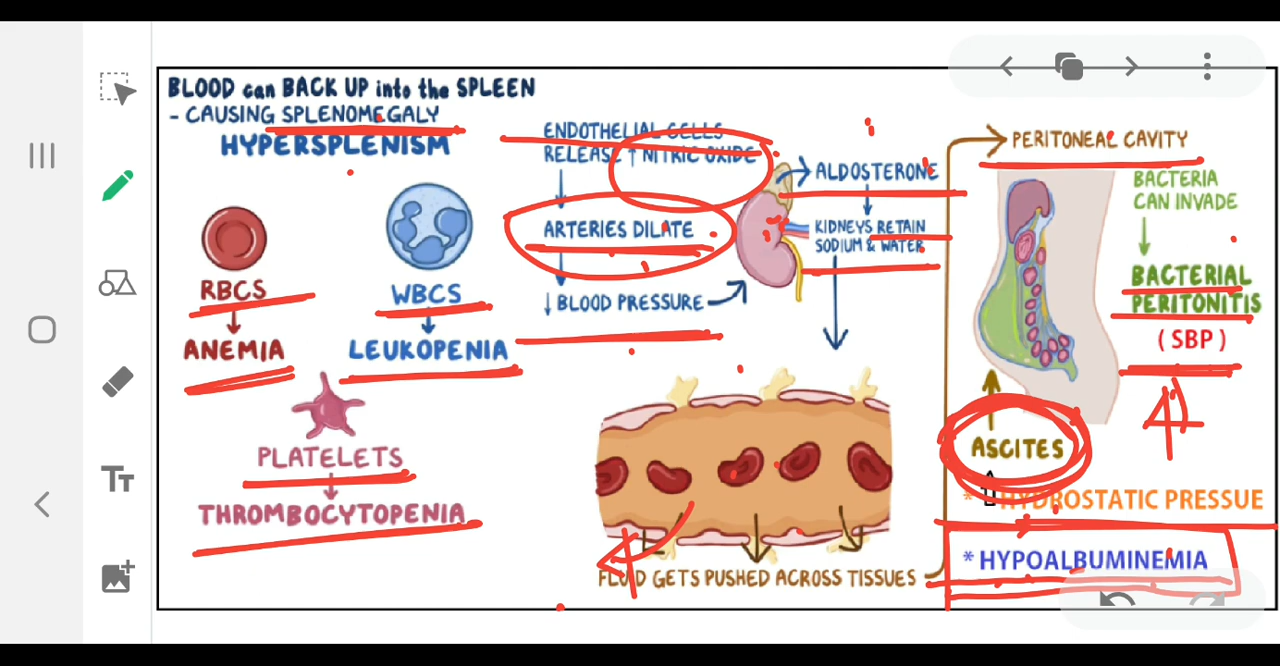 BLOOD can BACK UP into the SPLEEN
- CAUSING SPLENOMEGALY
HYPERSPLENISM
RBCS
ANEMIA
WBCS
LEUKOPENIA
PLATELETS
THROMBOCYTOPENIA
ENDOTHELIAL CELLS
RELEASE ↑ NITRIC OXIDE
ARTERIES DILATE
↓ BLOOD PRESSURE
ALDOSTERONE
KIDNEYS RETAIN
SODIUM & WATER
FLUID GETS PUSHED ACROSS TISSUES
PERITONEAL CAVITY
BACTERIA
CAN INVADE
BACTERIAL
PERITONITIS
( SBP )
ASCITES
* ⇧ HYDROSTATIC PRESSUE
* HYPOALBUMINEMIA
TT